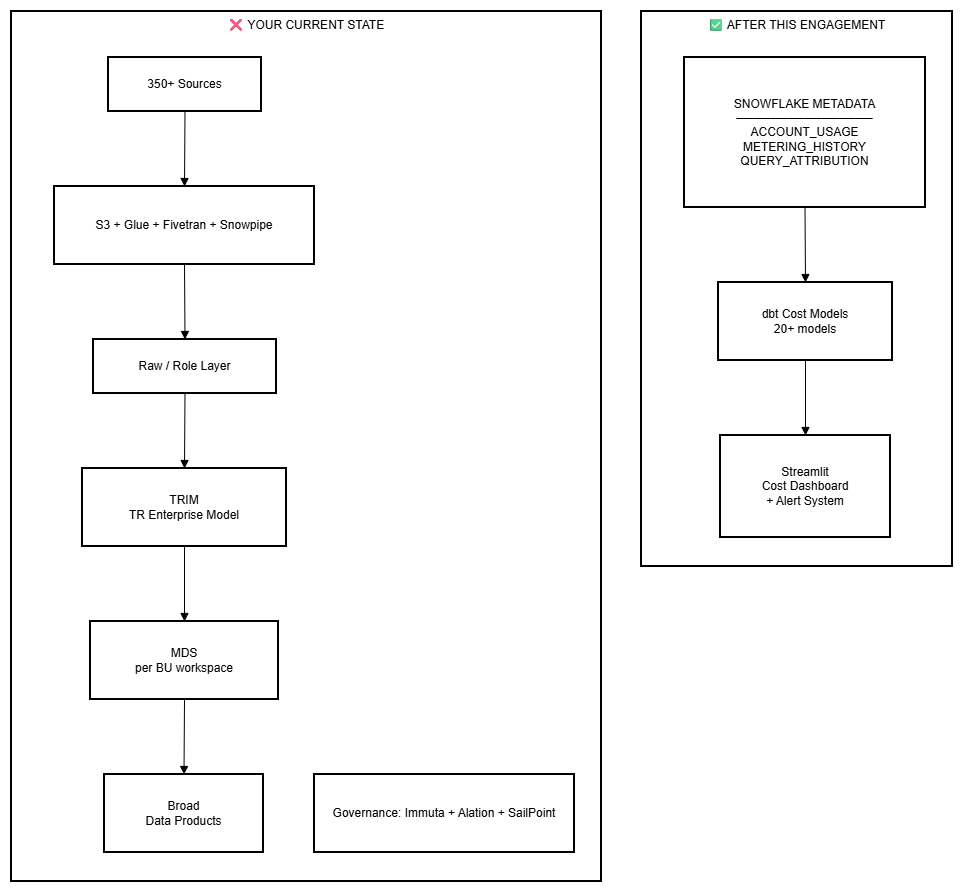 ❌ YOUR CURRENT STATE
350+ Sources
S3 + Glue + Fivetran + Snowpipe
Raw / Role Layer
TRIM
TR Enterprise Model
MDS
per BU workspace
Broad
Data Products
Governance: Immuta + Alation + SailPoint
✅ AFTER THIS ENGAGEMENT
SNOWFLAKE METADATA
ACCOUNT_USAGE
METERING_HISTORY
QUERY_ATTRIBUTION
dbt Cost Models
20+ models
Streamlit
Cost Dashboard
+ Alert System